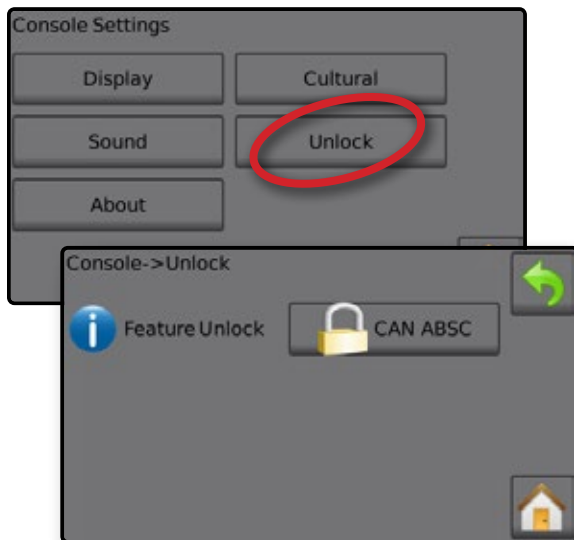 Console Settings
Display
Cultural
Sound
Unlock
About
Console->Unlock
i Feature Unlock
CAN ABSC